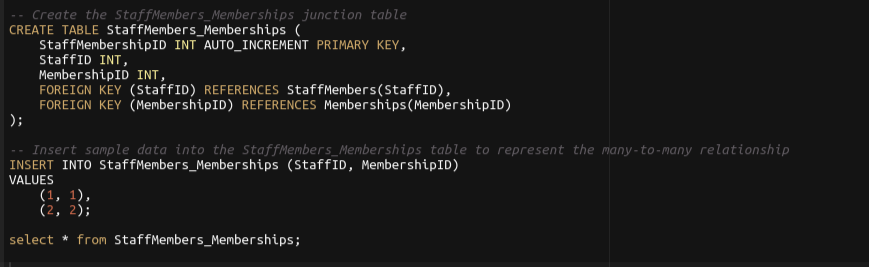 -- Create the StaffMembers_Memberships junction table
CREATE TABLE StaffMembers_Memberships (
    StaffMembershipID INT AUTO_INCREMENT PRIMARY KEY,
    StaffID INT,
    MembershipID INT,
    FOREIGN KEY (StaffID) REFERENCES StaffMembers(StaffID),
    FOREIGN KEY (MembershipID) REFERENCES Memberships(MembershipID)
);
-- Insert sample data into the StaffMembers_Memberships table to represent the many-to-many relationship
INSERT INTO StaffMembers_Memberships (StaffID, MembershipID)
VALUES
    (1, 1),
    (2, 2);
select * from StaffMembers_Memberships;